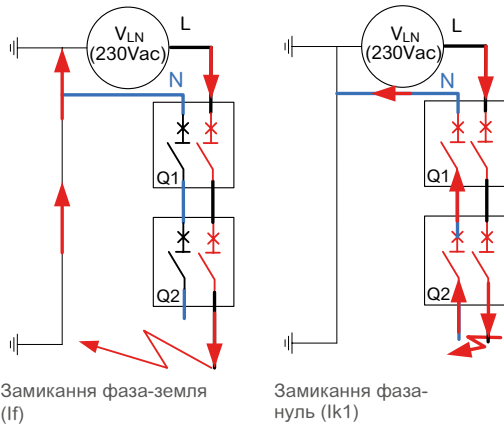 VLN
(230Vac)
L
N
Q1
Q2
Замикання фаза-земля
(If)
VLN
(230Vac)
L
N
Q1
Q2
Замикання фаза-
нуль (Ik1)